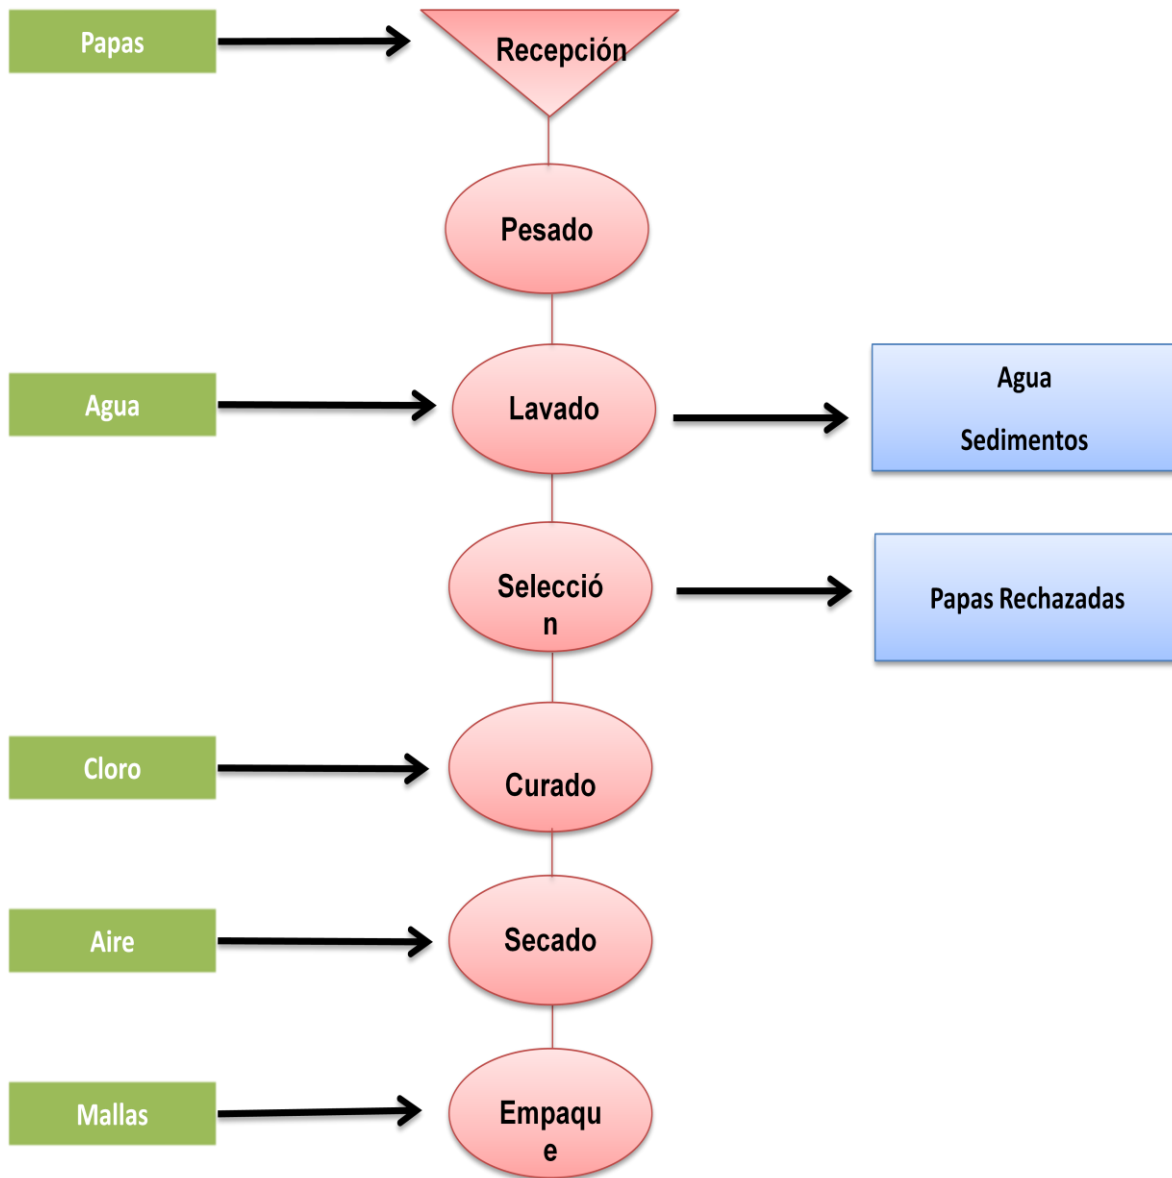 Papas
Recepción
Pesado
Agua
Lavado
Agua
Sedimentos
Selecció
n
Papas Rechazadas
Cloro
Curado
Aire
Secado
Mallas
Empaqu
e